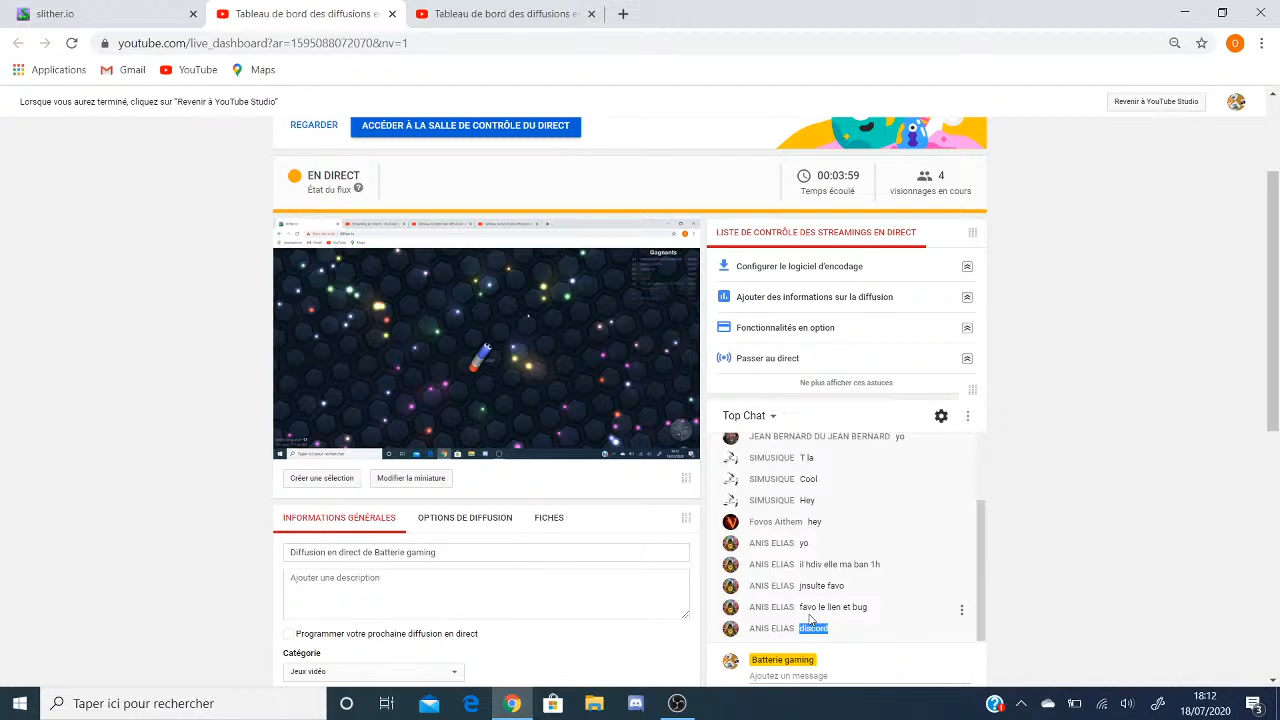 slither.io
Tableau de bord des diffusions e
Tableau de bord des diffusions en
youtube.com/live_dashboard?ar=1595088072070&nv=1
O
Applications
Gmail
YouTube
Maps
Lorsque vous aurez terminé, cliquez sur "Revenir à YouTube Studio"
Revenir à YouTube Studio
REGARDER
ACCÉDER À LA SALLE DE CONTRÔLE DU DIRECT
EN DIRECT
État du flux ?
00:03:59
Temps écoulé
4
visionnages en cours
Gagnants
Taper ici pour rechercher
Créer une sélection
Modifier la miniature
LISTE DE CONTRÔLE DES STREAMINGS EN DIRECT
Configurer le logiciel d'encodage
Ajouter des informations sur la diffusion
Fonctionnalités en option
Passer au direct
Ne plus afficher ces astuces
Top Chat
JEAN BERNARD DU JEAN BERNARD yo
SIMUSIQUE T la
SIMUSIQUE Cool
SIMUSIQUE Hey
Fovos Aithem hey
ANIS ELIAS yo
ANIS ELIAS il hdiv elle ma ban 1h
ANIS ELIAS jnsulte favo
ANIS ELIAS favo le lien et bug
ANIS ELIAS discord
Batterie gaming
Ajoutez un message
INFORMATIONS GÉNÉRALES
OPTIONS DE DIFFUSION
FICHES
Diffusion en direct de Batterie gaming
Ajouter une description
Programmer votre prochaine diffusion en direct
Catégorie
Jeux vidéo
Taper ici pour rechercher
18:12
18/07/2020
3